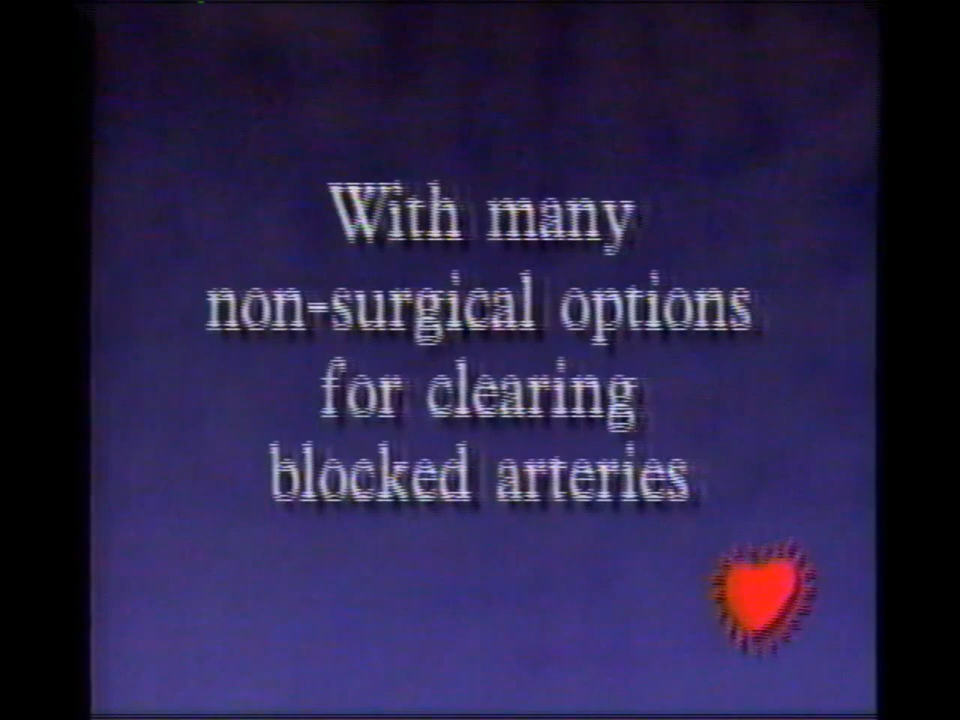 With many
non-surgical options
for clearing
blocked arteries